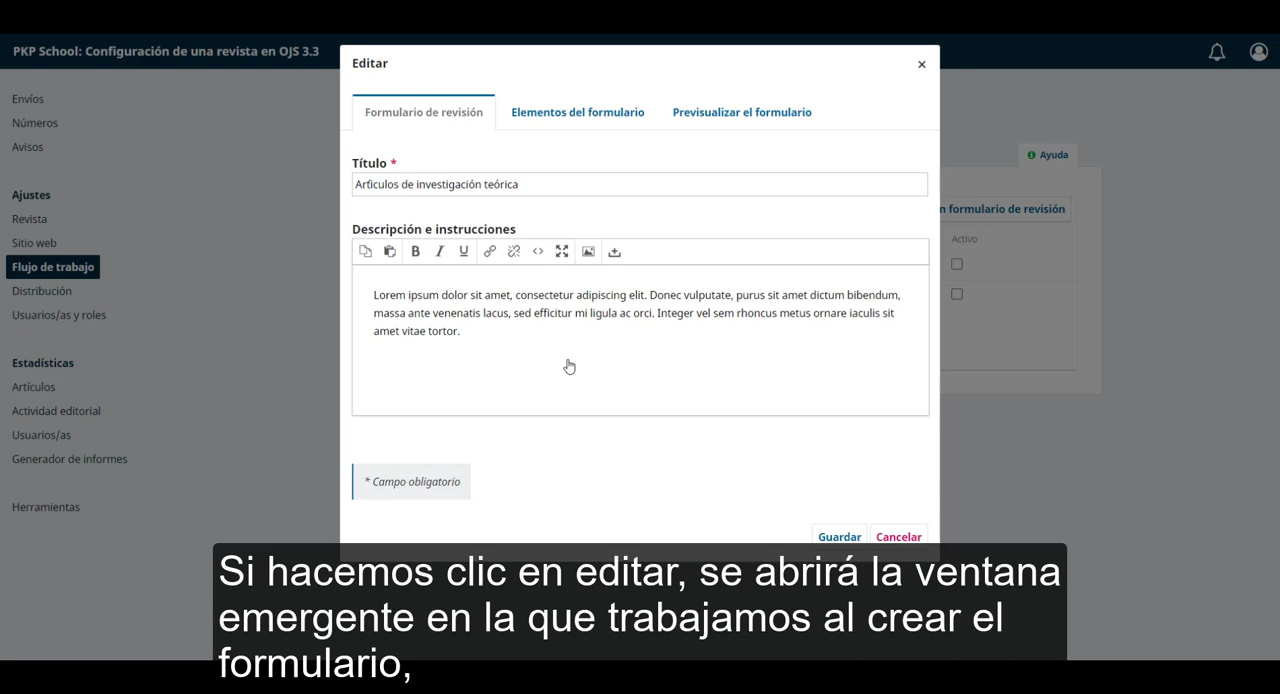 PKP School: Configuración de una revista en OJS 3.3
Envíos
Números
Avisos
Ajustes
Revista
Sitio web
Flujo de trabajo
Distribución
Usuarios/as y roles
Estadísticas
Artículos
Actividad editorial
Usuarios/as
Generador de informes
Herramientas
Editar
Formulario de revisión
Elementos del formulario
Previsualizar el formulario
Título *
Artículos de investigación teórica
Descripción e instrucciones
B I U
Lorem ipsum dolor sit amet, consectetur adipiscing elit. Donec vulputate, purus sit amet dictum bibendum,
massa ante venenatis lacus, sed efficitur mi ligula ac orci. Integer vel sem rhoncus metus ornare iaculis sit
amet vitae tortor.
* Campo obligatorio
Guardar
Cancelar
Ayuda
n formulario de revisión
Activo
Si hacemos clic en editar, se abrirá la ventana
emergente en la que trabajamos al crear el
formulario,